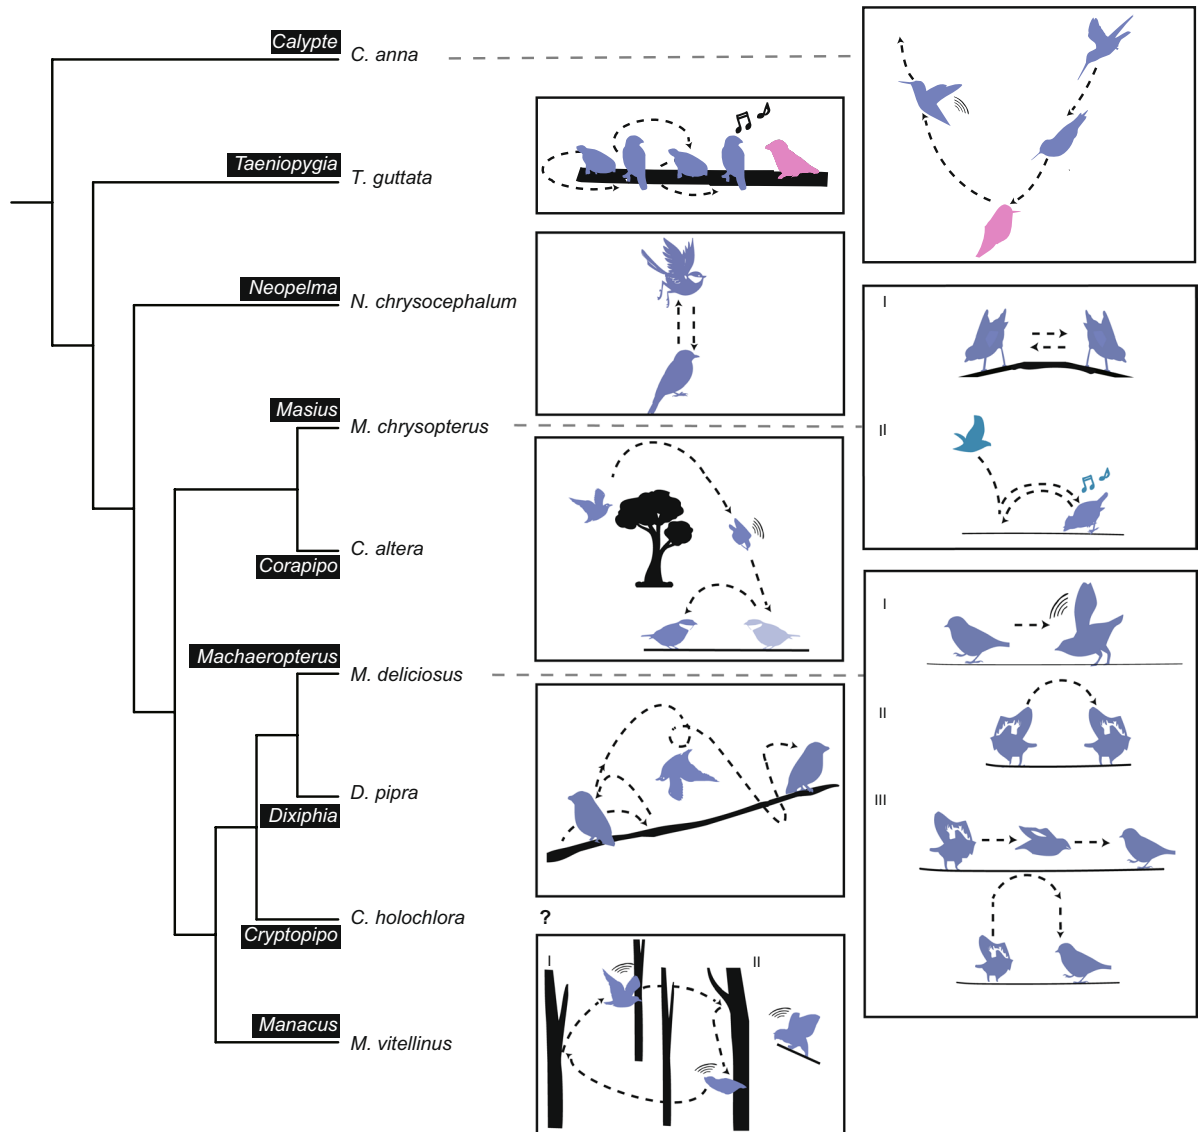 Calypte
C. anna
Taeniopygia
T. guttata
Neopelma
N. chrysocephalum
I
Masius
M. chrysopterus
II
C. altera
Corapipo
I
Machaeropterus
M. deliciosus
II
D. pipra
III
Dixiphia
C. holochlora
?
Cryptopipo
I
II
Manacus
M. vitellinus